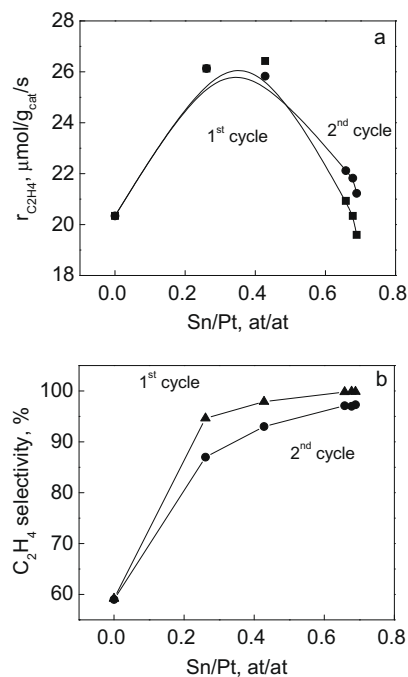 a
28
26
24
22
20
18
r_C2H4, μmol/g_cat/s
1st cycle
2nd cycle
0.0 0.2 0.4 0.6 0.8
Sn/Pt, at/at
b
100
90
80
70
60
C2H4 selectivity, %
1st cycle
2nd cycle
0.0 0.2 0.4 0.6 0.8
Sn/Pt, at/at